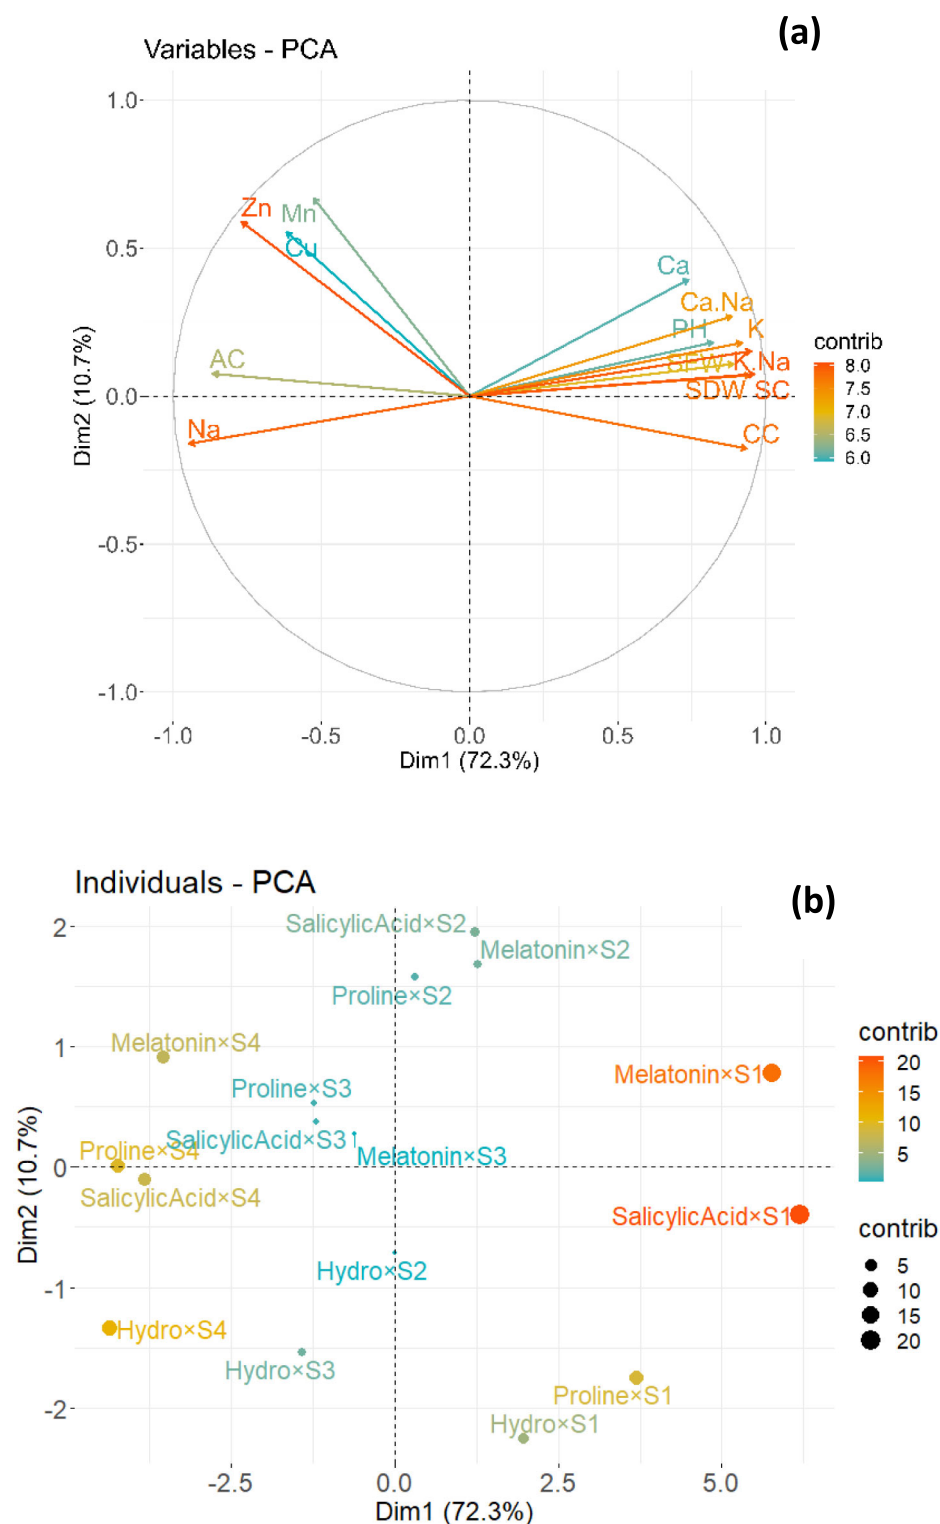 (a)
Variables - PCA
1.0
Zn
Mn
Cu
0.5
Ca
Ca.Na
PH
K
contrib
AC
SFW
K.Na
8.0
7.5
7.0
6.5
6.0
0.0
SDW
SC
Na
CC
Dim2 (10.7%)
-0.5
-1.0
-1.0
-0.5
0.0
0.5
1.0
Dim1 (72.3%)
Individuals - PCA
(b)
2
SalicylicAcid×S2
Melatonin×S2
Proline×S2
1
Melatonin×S4
Melatonin×S1
Proline×S3
SalicylicAcid×S3
Melatonin×S3
Proline×S4
0
SalicylicAcid×S4
SalicylicAcid×S1
Hydro×S2
-1
Hydro×S4
Hydro×S3
Proline×S1
-2
Hydro×S1
Dim2 (10.7%)
-2.5
0.0
2.5
5.0
Dim1 (72.3%)
contrib
20
15
10
5
contrib
5
10
15
20